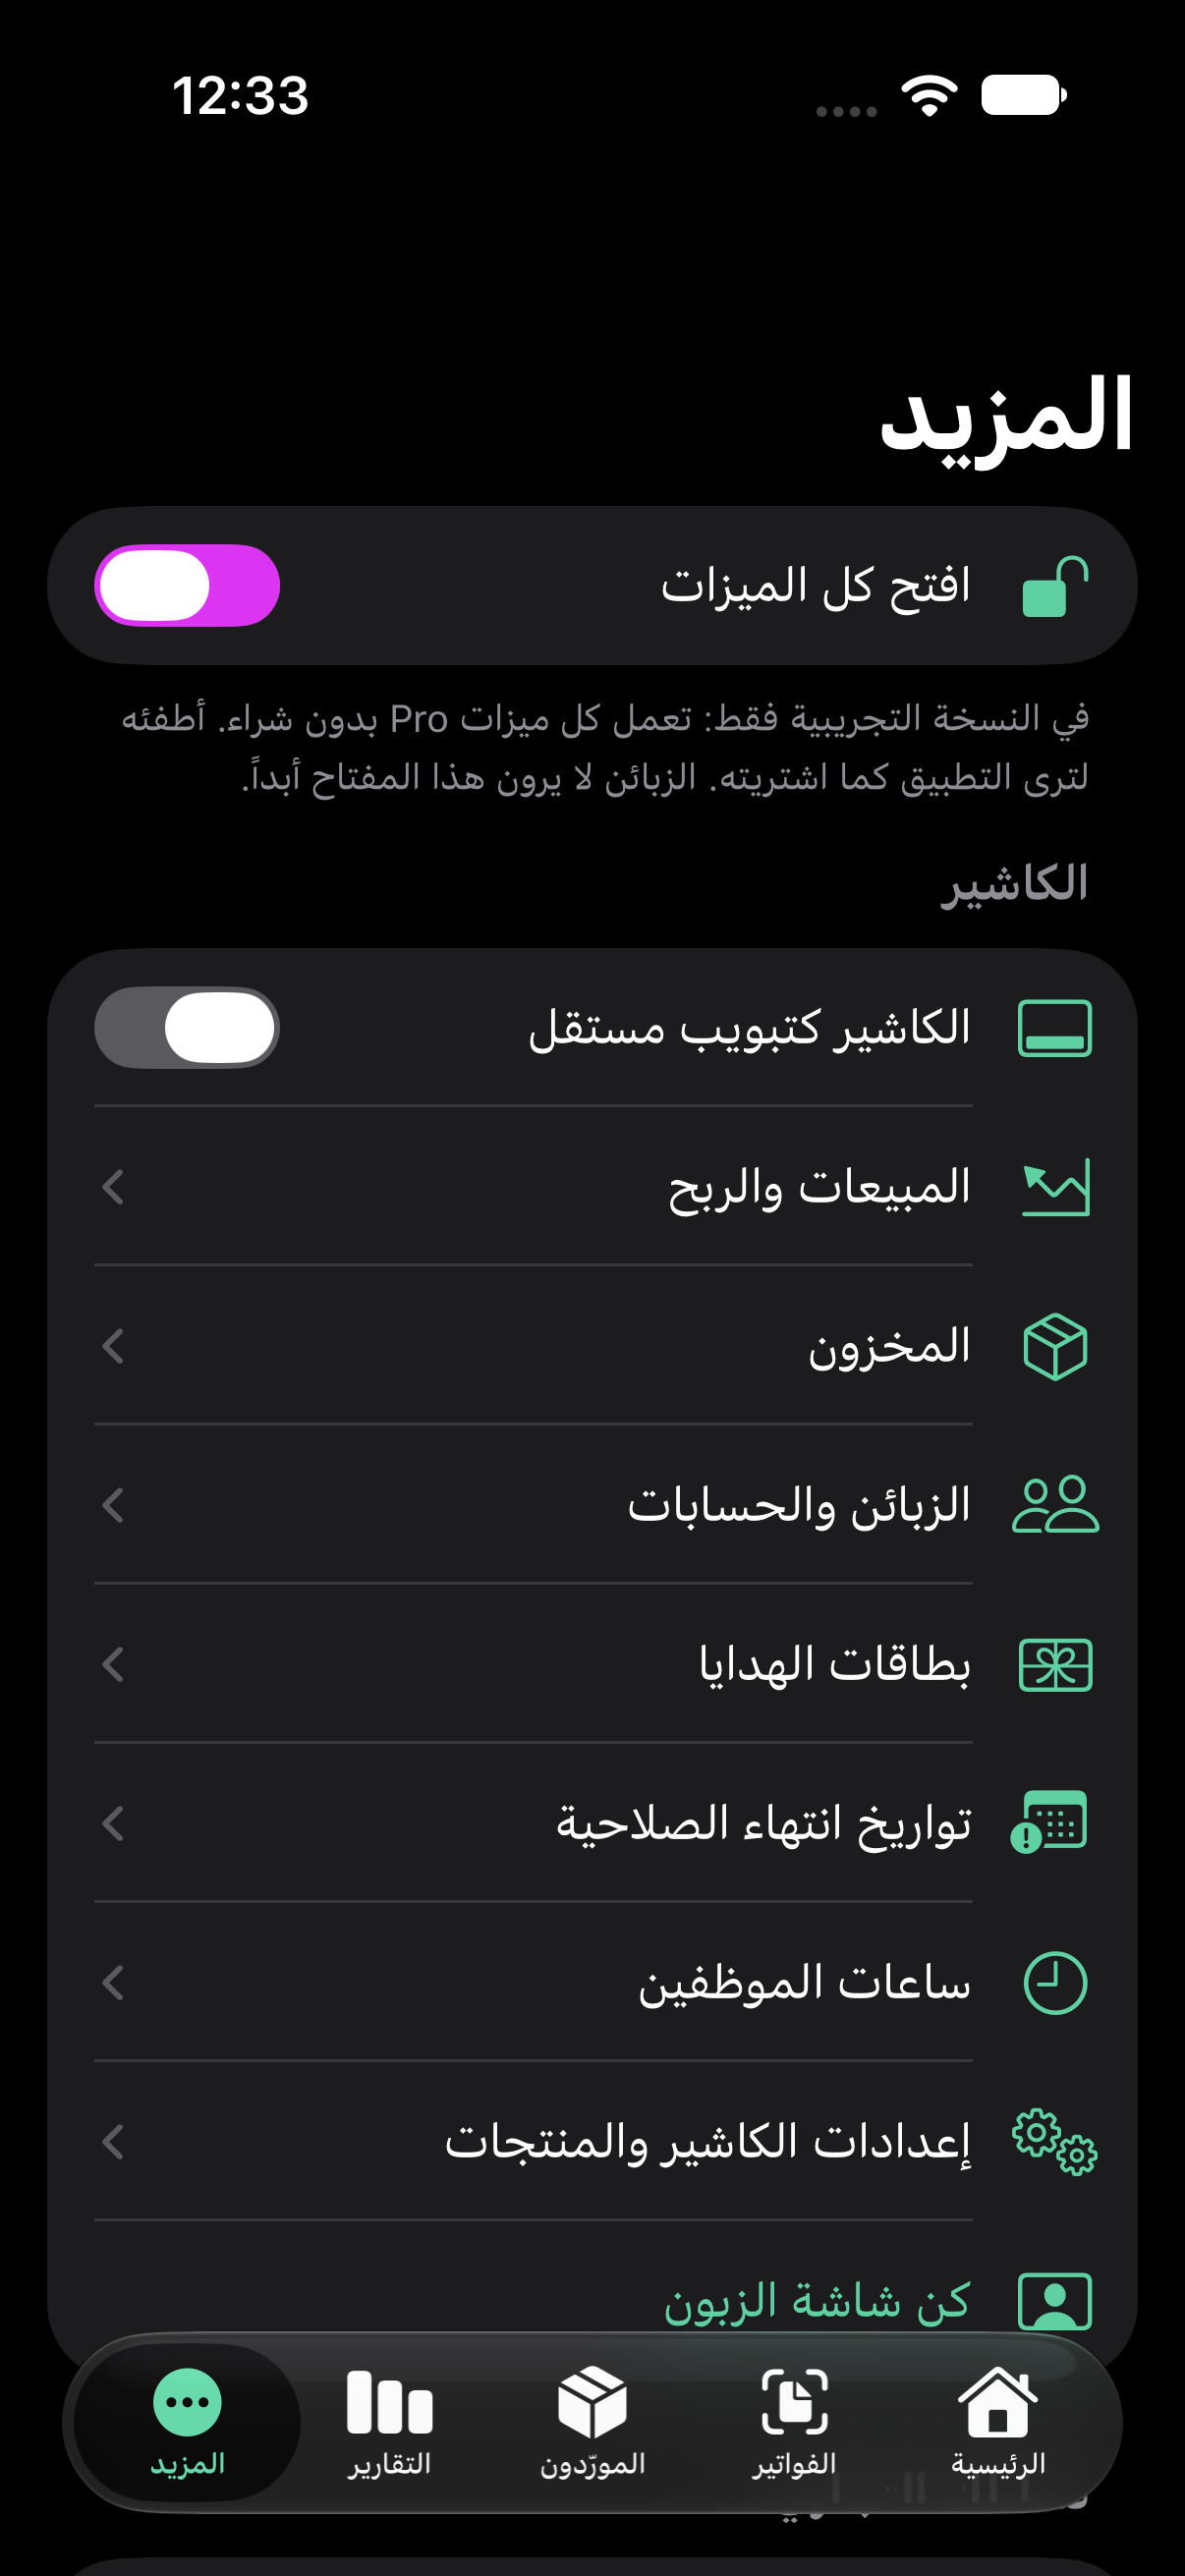 12:33
المزيد
افتح كل الميزات
في النسخة التجريبية فقط: تعمل كل ميزات Pro بدون شراء. أطفئه
لترى التطبيق كما اشتريته. الزبائن لا يرون هذا المفتاح أبداً.
الكاشير
الكاشير كتبويب مستقل
المبيعات والربح
المخزون
الزبائن والحسابات
بطاقات الهدايا
تواريخ انتهاء الصلاحية
ساعات الموظفين
إعدادات الكاشير والمنتجات
كن شاشة الزبون
الرئيسية
الفواتير
المورّدون
التقارير
المزيد